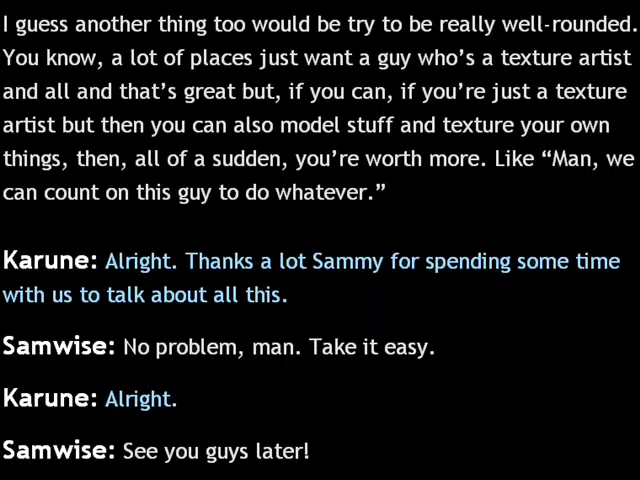 I guess another thing too would be try to be really well-rounded.
You know, a lot of places just want a guy who’s a texture artist
and all and that’s great but, if you can, if you’re just a texture
artist but then you can also model stuff and texture your own
things, then, all of a sudden, you’re worth more. Like “Man, we
can count on this guy to do whatever.”
Karune: Alright. Thanks a lot Sammy for spending some time
with us to talk about all this.
Samwise: No problem, man. Take it easy.
Karune: Alright.
Samwise: See you guys later!